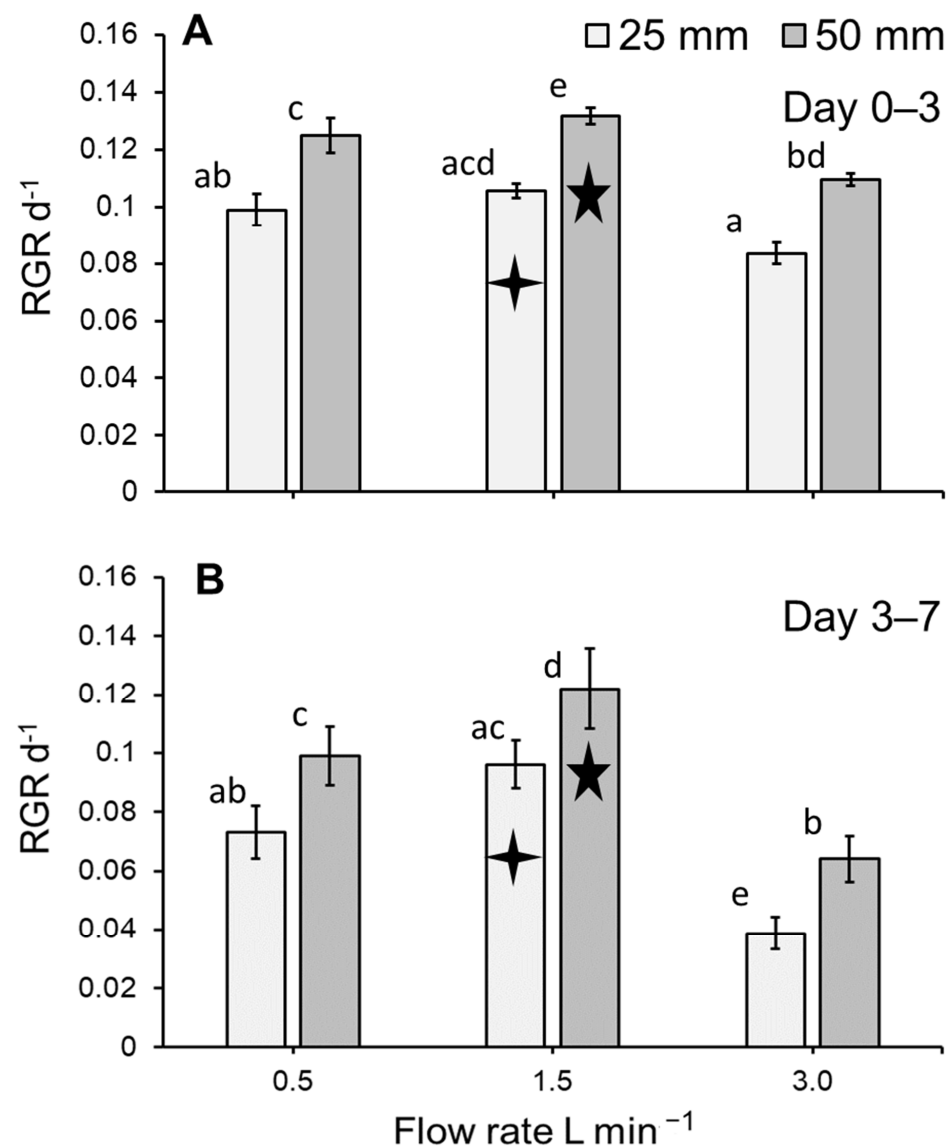 A
25 mm
50 mm
Day 0–3
RGR d-1
0.16
0.14
0.12
0.1
0.08
0.06
0.04
0.02
0
ab
c
acd
e
a
bd
B
Day 3–7
RGR d-1
0.16
0.14
0.12
0.1
0.08
0.06
0.04
0.02
0
ab
c
ac
d
e
b
0.5
1.5
3.0
Flow rate L min −1